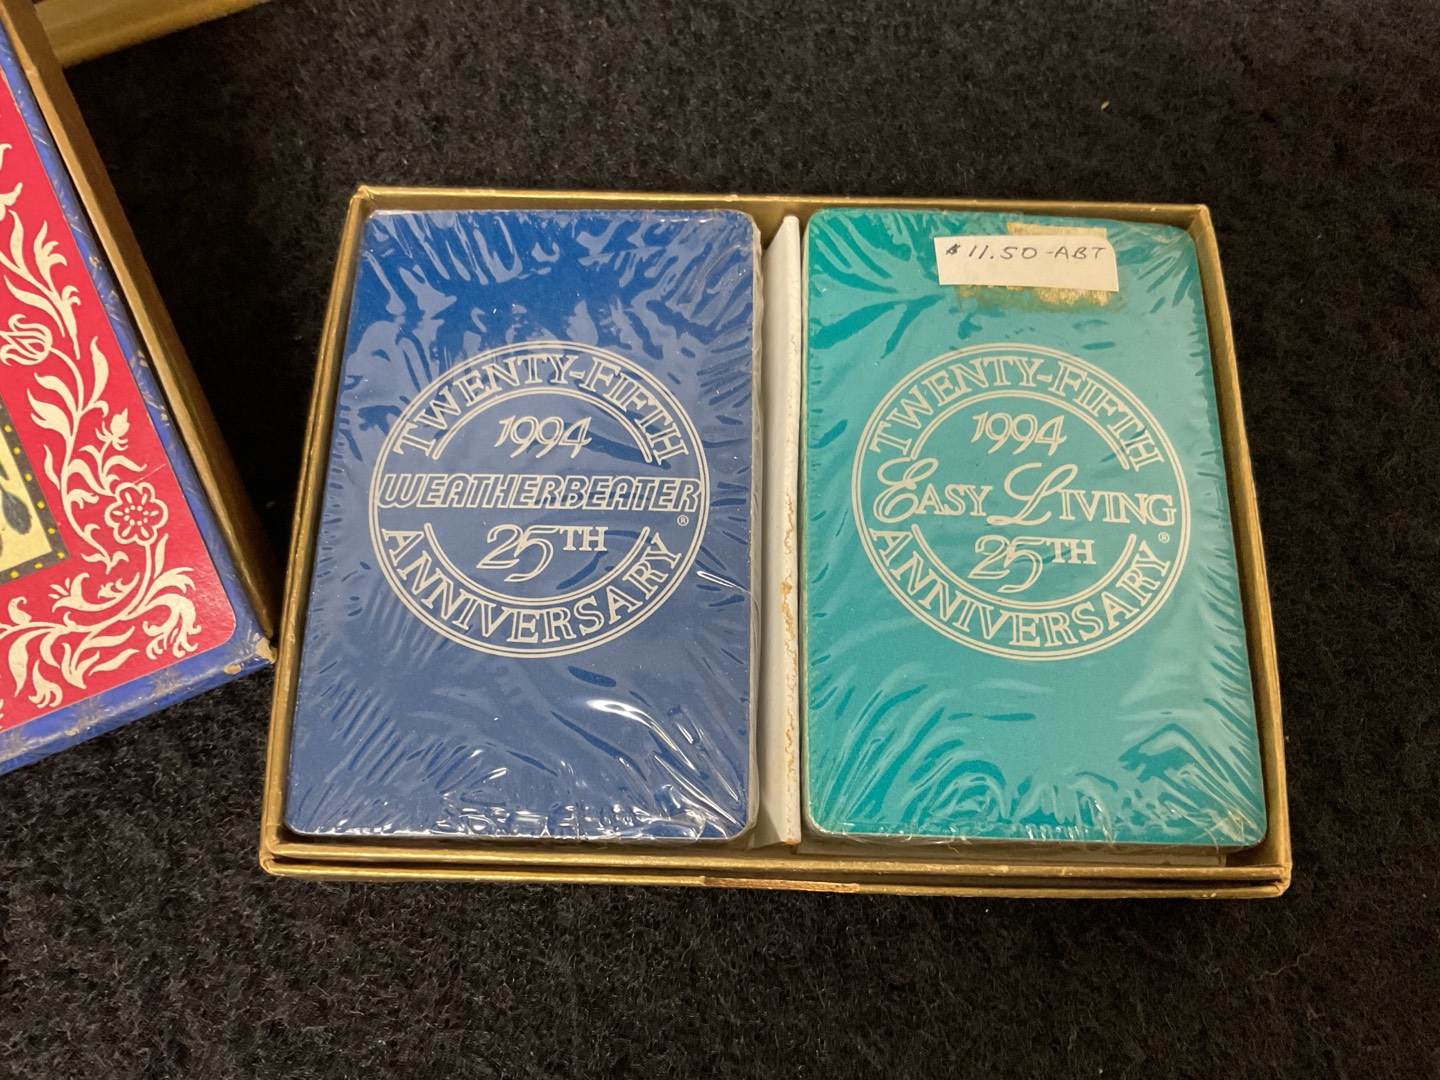 TWENTY-FIFTH
1994
WEATHERBEATER®
25TH
ANNIVERSARY
$11.50-ABT
TWENTY-FIFTH
1994
EASY LIVING®
25TH
ANNIVERSARY